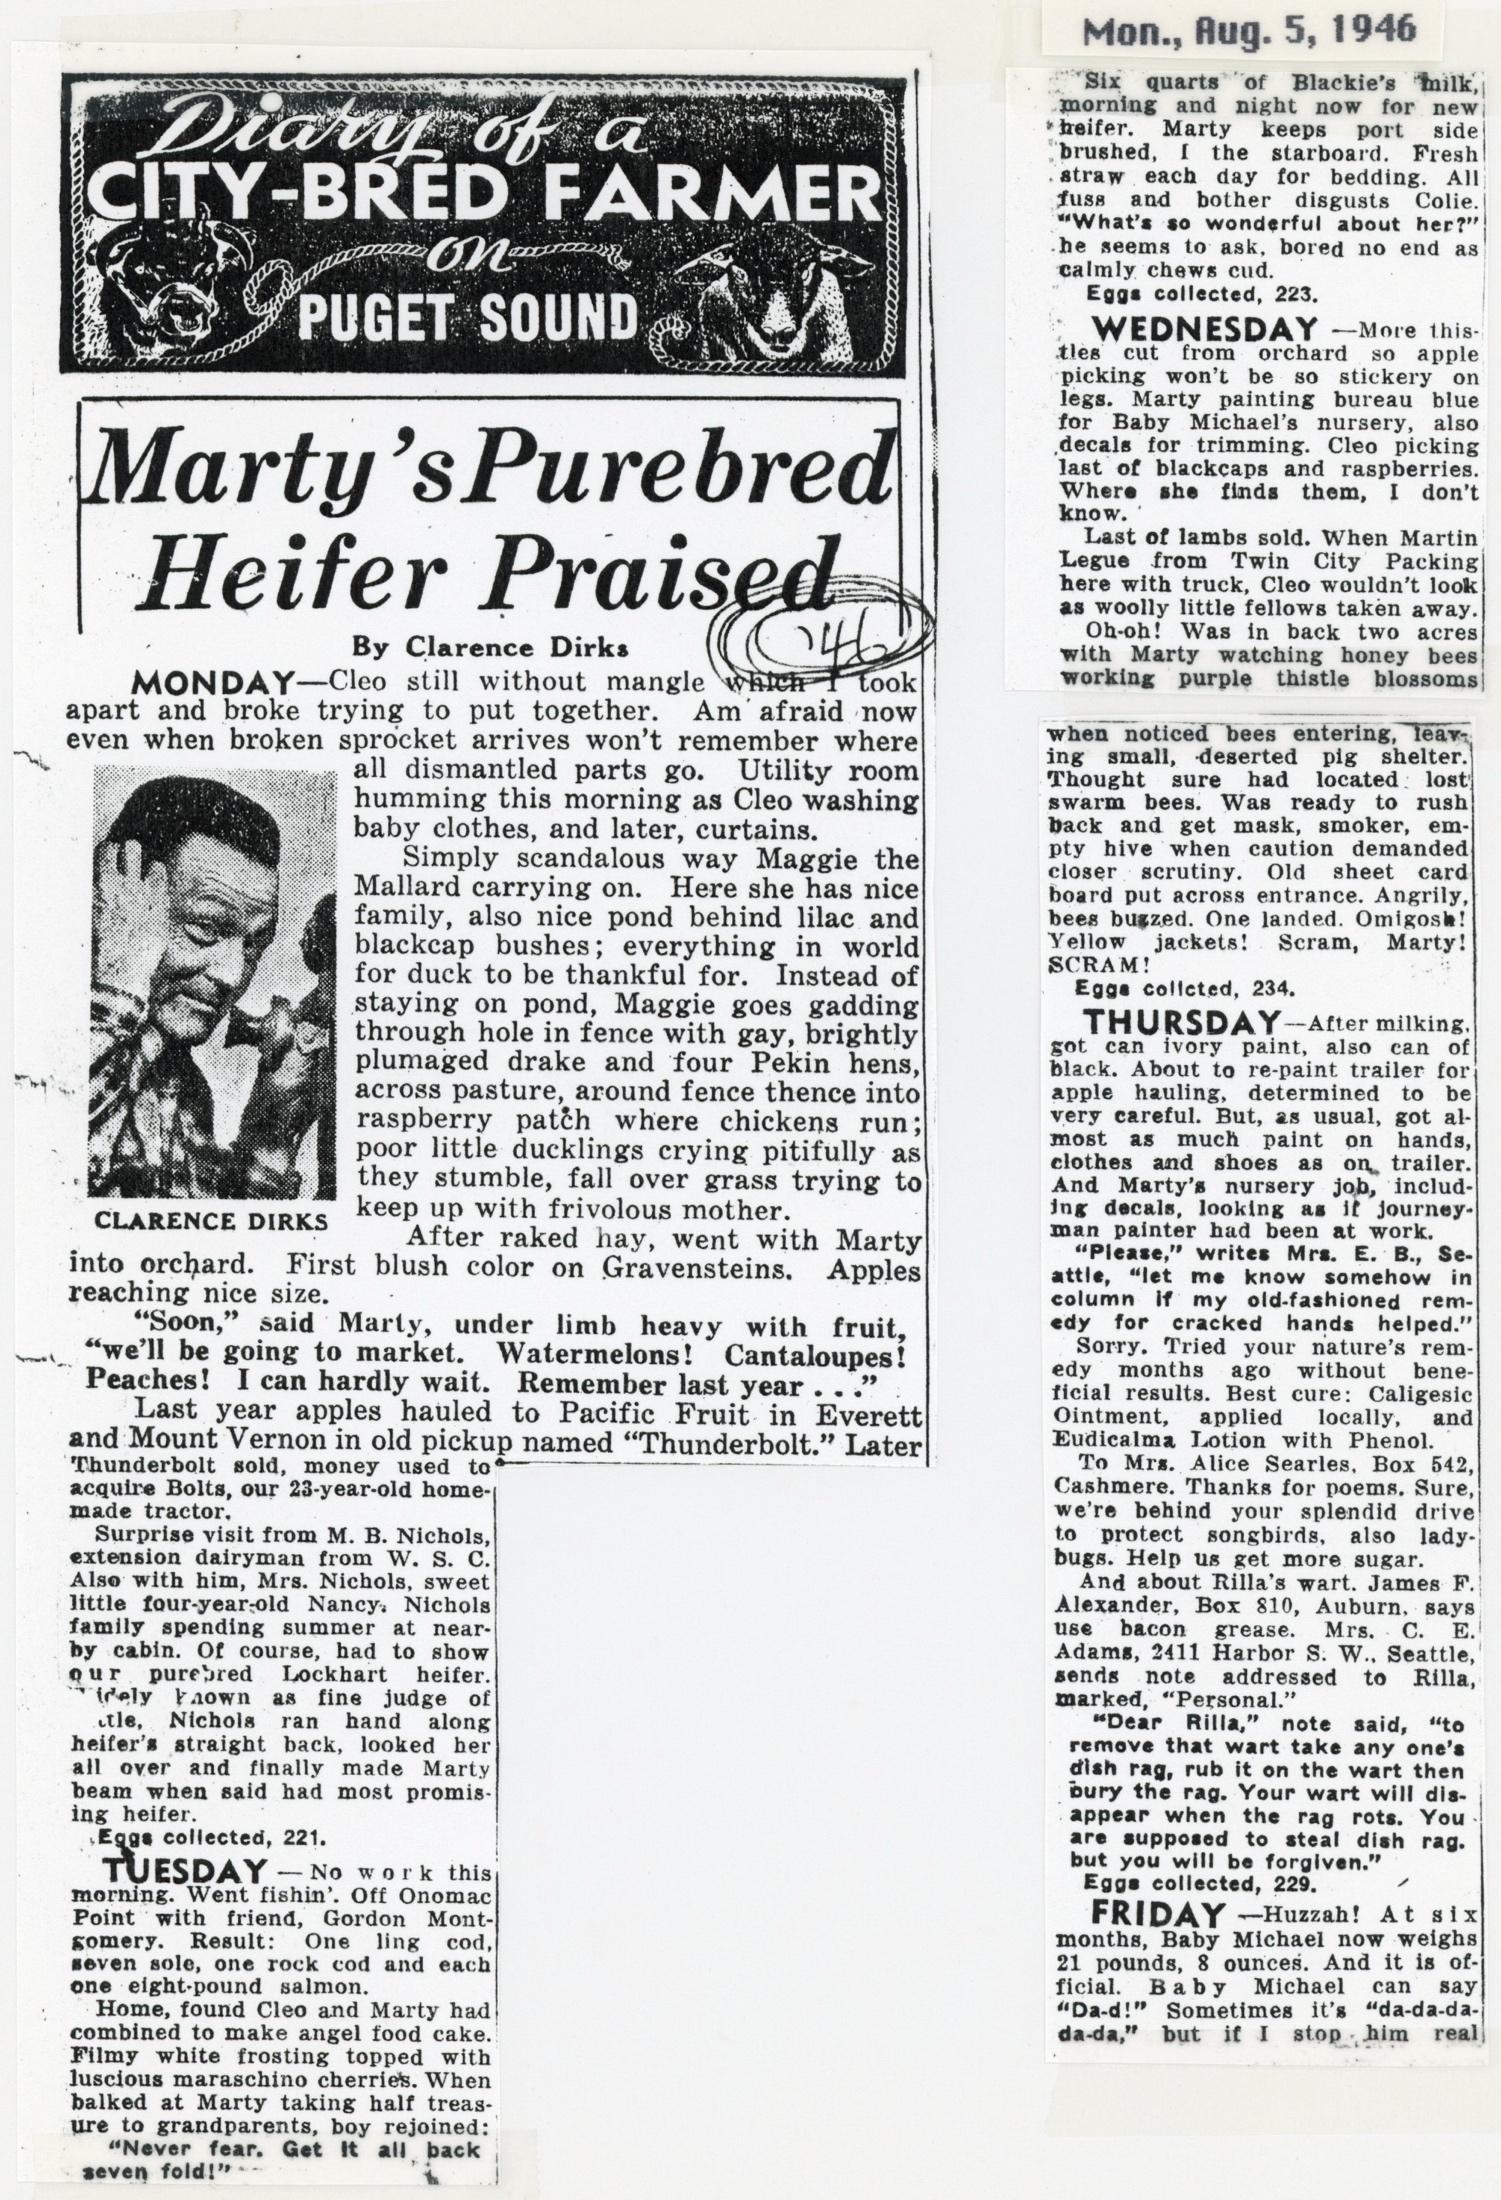 Mon., Aug. 5, 1946
Diary of a
CITY-BRED FARMER
on
PUGET SOUND
Marty's Purebred
Heifer Praised
'46
By Clarence Dirks
MONDAY—Cleo still without mangle which I took
apart and broke trying to put together. Am afraid now
even when broken sprocket arrives won't remember where
all dismantled parts go. Utility room
humming this morning as Cleo washing
baby clothes, and later, curtains.
Simply scandalous way Maggie the
Mallard carrying on. Here she has nice
family, also nice pond behind lilac and
blackcap bushes; everything in world
for duck to be thankful for. Instead of
staying on pond, Maggie goes gadding
through hole in fence with gay, brightly
plumaged drake and four Pekin hens,
across pasture, around fence thence into
raspberry patch where chickens run;
poor little ducklings crying pitifully as
they stumble, fall over grass trying to
keep up with frivolous mother.
CLARENCE DIRKS
After raked hay, went with Marty
into orchard. First blush color on Gravensteins. Apples
reaching nice size.
"Soon," said Marty, under limb heavy with fruit,
"we'll be going to market. Watermelons! Cantaloupes!
Peaches! I can hardly wait. Remember last year . . ."
Last year apples hauled to Pacific Fruit in Everett
and Mount Vernon in old pickup named "Thunderbolt." Later
Thunderbolt sold, money used to
acquire Bolts, our 23-year-old home-
made tractor.
Surprise visit from M. B. Nichols,
extension dairyman from W. S. C.
Also with him, Mrs. Nichols, sweet
little four-year-old Nancy. Nichols
family spending summer at near-
by cabin. Of course, had to show
our purebred Lockhart heifer.
idely known as fine judge of
tle, Nichols ran hand along
heifer's straight back, looked her
all over and finally made Marty
beam when said had most promis-
ing heifer.
Eggs collected, 221.
TUESDAY — No work this
morning. Went fishin'. Off Onomac
Point with friend, Gordon Mont-
gomery. Result: One ling cod,
seven sole, one rock cod and each
one eight-pound salmon.
Home, found Cleo and Marty had
combined to make angel food cake.
Filmy white frosting topped with
luscious maraschino cherries. When
balked at Marty taking half treas-
ure to grandparents, boy rejoined:
"Never fear. Get it all back
seven fold!"
Six quarts of Blackie's milk,
morning and night now for new
heifer. Marty keeps port side
brushed, I the starboard. Fresh
straw each day for bedding. All
fuss and bother disgusts Colie.
"What's so wonderful about her?"
he seems to ask, bored no end as
calmly chews cud.
Eggs collected, 223.
WEDNESDAY —More this-
tles cut from orchard so apple
picking won't be so stickery on
legs. Marty painting bureau blue
for Baby Michael's nursery, also
decals for trimming. Cleo picking
last of blackcaps and raspberries.
Where she finds them, I don't
know.
Last of lambs sold. When Martin
Legue from Twin City Packing
here with truck, Cleo wouldn't look
as woolly little fellows taken away.
Oh-oh! Was in back two acres
with Marty watching honey bees
working purple thistle blossoms
when noticed bees entering, leav-
ing small, deserted pig shelter.
Thought sure had located lost
swarm bees. Was ready to rush
back and get mask, smoker, em-
pty hive when caution demanded
closer scrutiny. Old sheet card
board put across entrance. Angrily,
bees buzzed. One landed. Omigosh!
Yellow jackets! Scram, Marty!
SCRAM!
Eggs collcted, 234.
THURSDAY—After milking,
got can ivory paint, also can of
black. About to re-paint trailer for
apple hauling, determined to be
very careful. But, as usual, got al-
most as much paint on hands,
clothes and shoes as on trailer.
And Marty's nursery job, includ-
ing decals, looking as if journey-
man painter had been at work.
"Please," writes Mrs. E. B., Se-
attle, "let me know somehow in
column if my old-fashioned rem-
edy for cracked hands helped."
Sorry. Tried your nature's rem-
edy months ago without bene-
ficial results. Best cure: Caligesic
Ointment, applied locally, and
Eudicalma Lotion with Phenol.
To Mrs. Alice Searles, Box 542,
Cashmere. Thanks for poems. Sure,
we're behind your splendid drive
to protect songbirds, also lady-
bugs. Help us get more sugar.
And about Rilla's wart. James F.
Alexander, Box 810, Auburn, says
use bacon grease. Mrs. C. E.
Adams, 2411 Harbor S. W., Seattle,
sends note addressed to Rilla,
marked, "Personal."
"Dear Rilla," note said, "to
remove that wart take any one's
dish rag, rub it on the wart then
bury the rag. Your wart will dis-
appear when the rag rots. You
are supposed to steal dish rag.
but you will be forgiven."
Eggs collected, 229.
FRIDAY —Huzzah! At six
months, Baby Michael now weighs
21 pounds, 8 ounces. And it is of-
ficial. Baby Michael can say
"Da-d!" Sometimes it's "da-da-da-
da-da," but if I stop him real